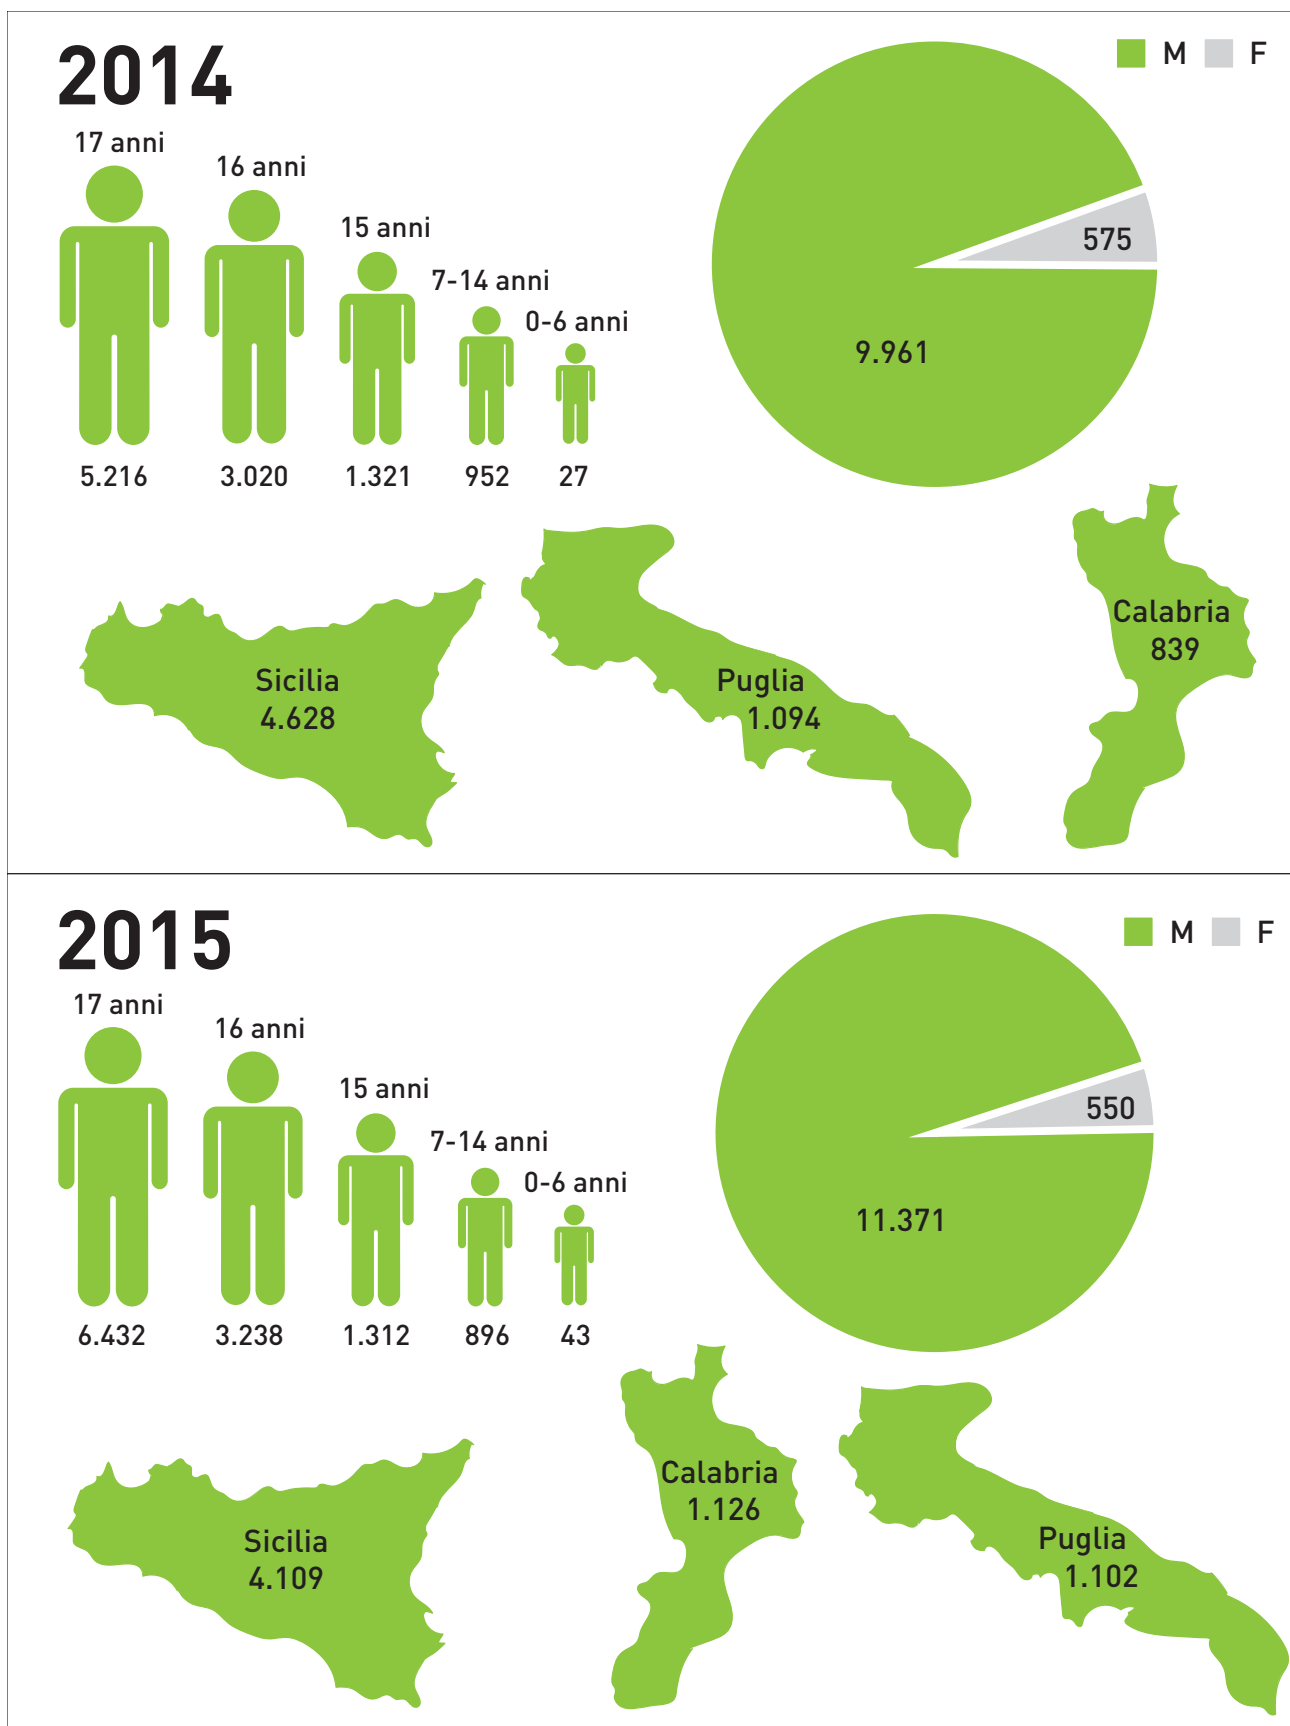 2014
M F
17 anni
16 anni
15 anni
7-14 anni
0-6 anni
5.216 3.020 1.321 952 27
575
9.961
Sicilia
4.628
Puglia
1.094
Calabria
839
2015
M F
17 anni
16 anni
15 anni
7-14 anni
0-6 anni
6.432 3.238 1.312 896 43
550
11.371
Sicilia
4.109
Calabria
1.126
Puglia
1.102